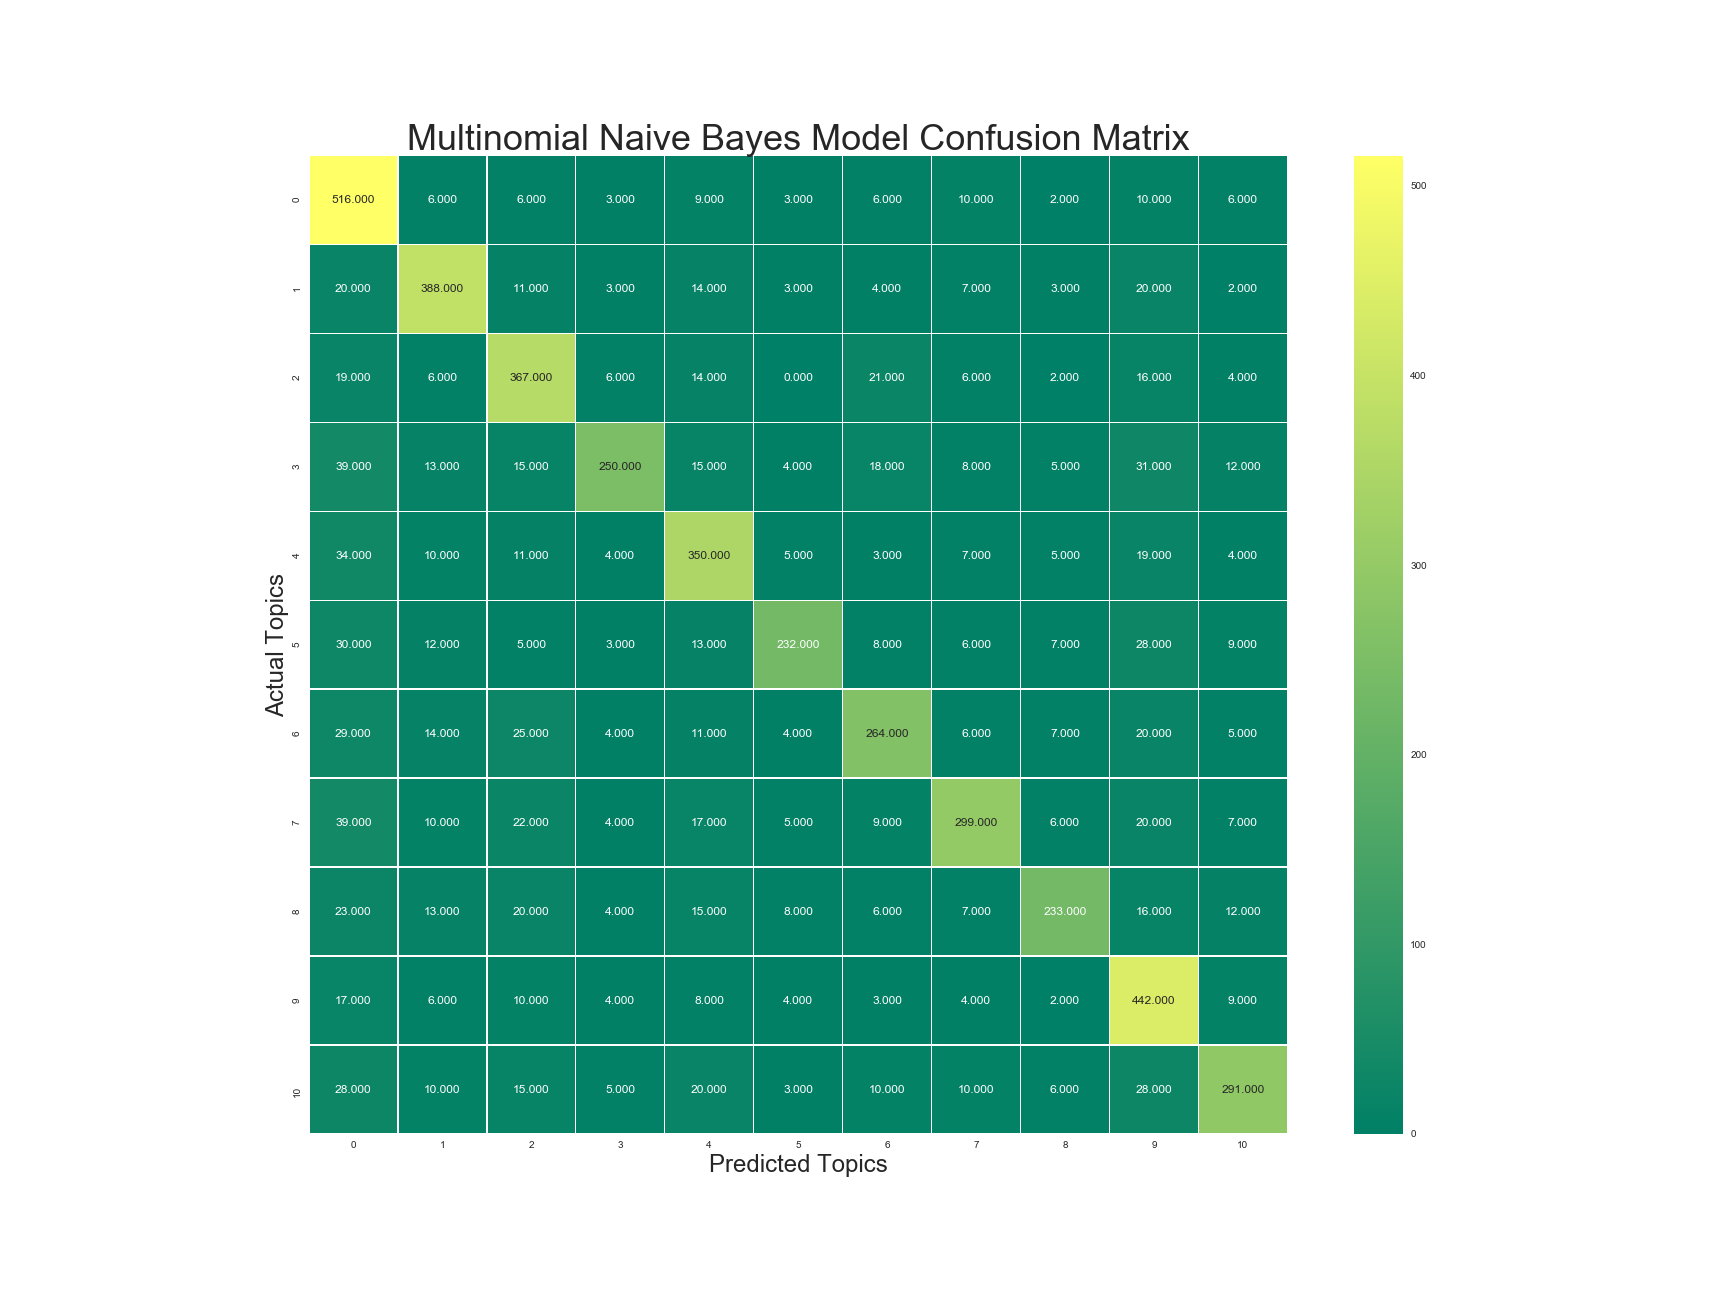 Multinomial Naive Bayes Model Confusion Matrix
0 516.000 6.000 6.000 3.000 9.000 3.000 6.000 10.000 2.000 10.000 6.000
1 20.000 388.000 11.000 3.000 14.000 3.000 4.000 7.000 3.000 20.000 2.000
2 19.000 6.000 367.000 6.000 14.000 0.000 21.000 6.000 2.000 16.000 4.000
3 39.000 13.000 15.000 250.000 15.000 4.000 18.000 8.000 5.000 31.000 12.000
4 34.000 10.000 11.000 4.000 350.000 5.000 3.000 7.000 5.000 19.000 4.000
5 30.000 12.000 5.000 3.000 13.000 232.000 8.000 6.000 7.000 28.000 9.000
6 29.000 14.000 25.000 4.000 11.000 4.000 264.000 6.000 7.000 20.000 5.000
7 39.000 10.000 22.000 4.000 17.000 5.000 9.000 299.000 6.000 20.000 7.000
8 23.000 13.000 20.000 4.000 15.000 8.000 6.000 7.000 233.000 16.000 12.000
9 17.000 6.000 10.000 4.000 8.000 4.000 3.000 4.000 2.000 442.000 9.000
10 28.000 10.000 15.000 5.000 20.000 3.000 10.000 10.000 6.000 28.000 291.000
0 1 2 3 4 5 6 7 8 9 10
Predicted Topics
Actual Topics
500
400
300
200
100
0